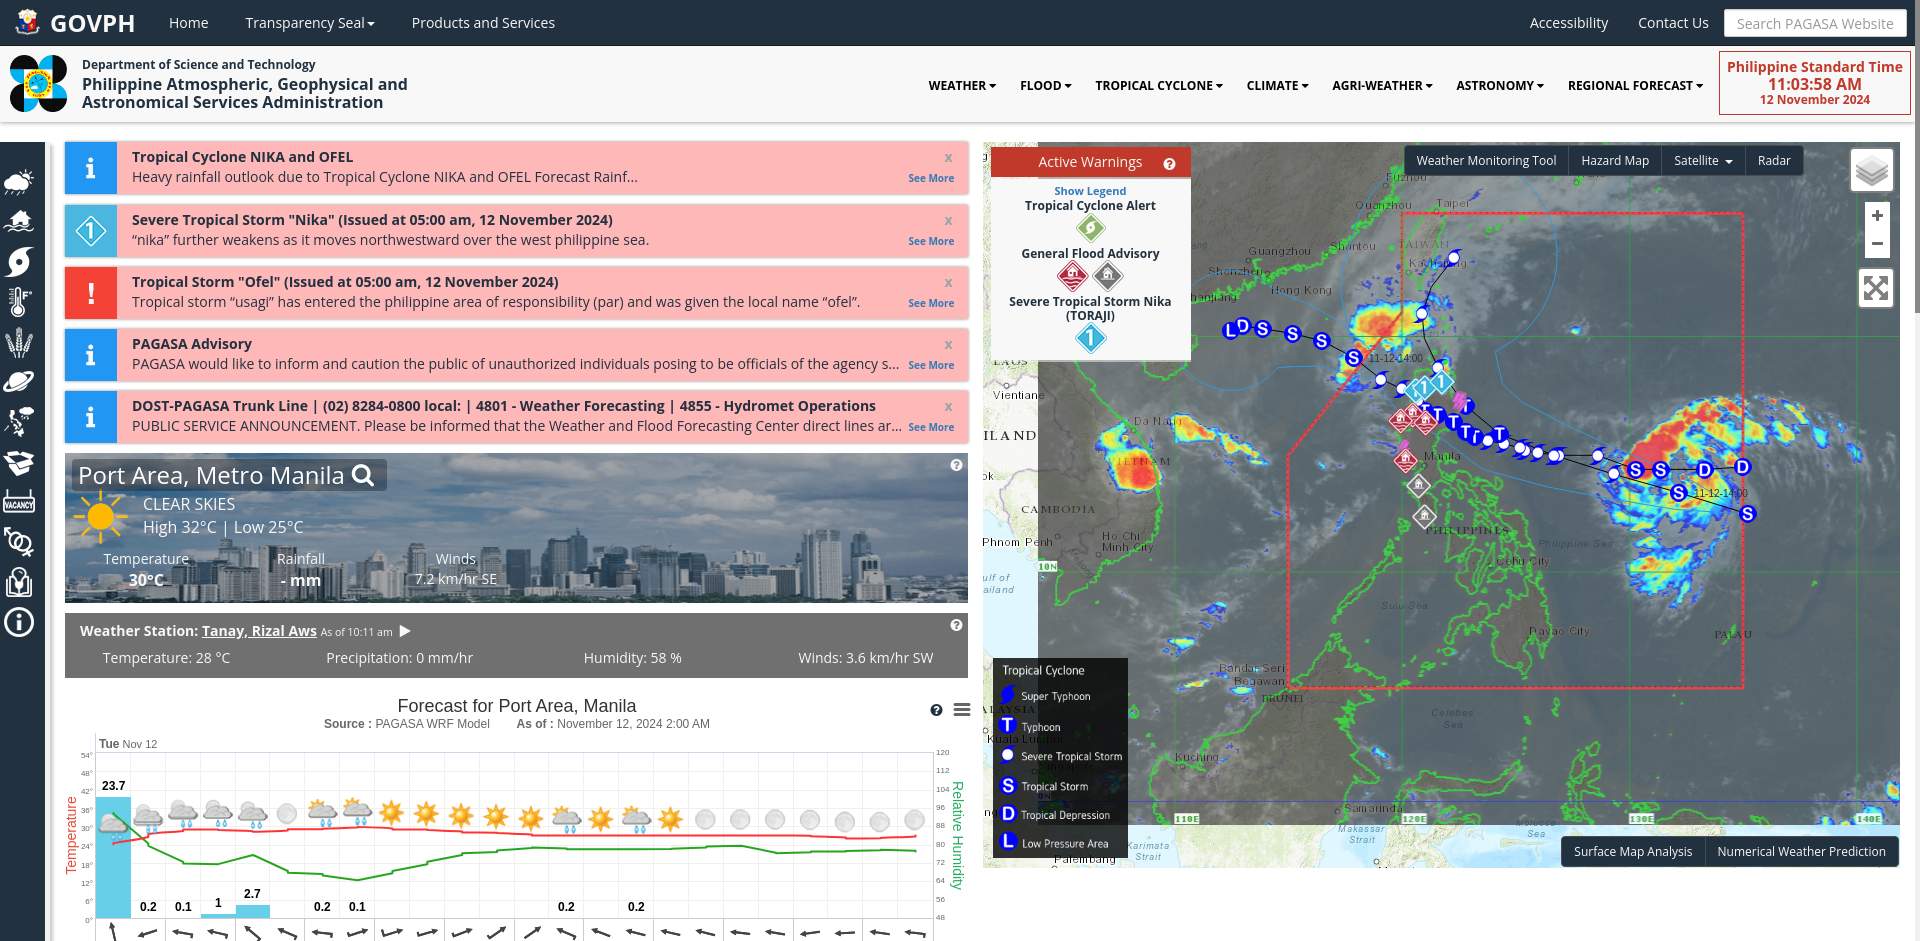 GOVPH
Home
Transparency Seal
Products and Services
Accessibility
Contact Us
Search PAGASA Website
Department of Science and Technology
Philippine Atmospheric, Geophysical and
Astronomical Services Administration
WEATHER
FLOOD
TROPICAL CYCLONE
CLIMATE
AGRI-WEATHER
ASTRONOMY
REGIONAL FORECAST
Philippine Standard Time
11:03:58 AM
12 November 2024
Tropical Cyclone NIKA and OFEL
x
Heavy rainfall outlook due to Tropical Cyclone NIKA and OFEL Forecast Rainf...
See More
Severe Tropical Storm "Nika" (Issued at 05:00 am, 12 November 2024)
x
“nika” further weakens as it moves northwestward over the west philippine sea.
See More
Tropical Storm "Ofel" (Issued at 05:00 am, 12 November 2024)
x
Tropical storm “usagi” has entered the philippine area of responsibility (par) and was given the local name “ofel”.
See More
PAGASA Advisory
x
PAGASA would like to inform and caution the public of unauthorized individuals posing to be officials of the agency s...
See More
DOST-PAGASA Trunk Line | (02) 8284-0800 local: | 4801 - Weather Forecasting | 4855 - Hydromet Operations
x
PUBLIC SERVICE ANNOUNCEMENT. Please be informed that the Weather and Flood Forecasting Center direct lines ar...
See More
VACANCY
Port Area, Metro Manila
CLEAR SKIES
High 32°C | Low 25°C
Temperature
Rainfall
Winds
30°C
- mm
7.2 km/hr SE
Weather Station: Tanay, Rizal Aws As of 10:11 am
Temperature: 28 °C
Precipitation: 0 mm/hr
Humidity: 58 %
Winds: 3.6 km/hr SW
Forecast for Port Area, Manila
Source : PAGASA WRF Model
As of : November 12, 2024 2:00 AM
Tue Nov 12
54°
48°
42°
36°
30°
24°
18°
12°
6°
0°
Temperature
120
112
104
96
88
80
72
64
56
48
Relative Humidity
23.7
0.2
0.1
1
2.7
0.2
0.1
0.2
0.2
Active Warnings
Show Legend
Tropical Cyclone Alert
General Flood Advisory
Severe Tropical Storm Nika
(TORAJI)
1
Weather Monitoring Tool
Hazard Map
Satellite
Radar
+
−
Fuzhou
Quanzhou
Taipei
TAIWAN
Kaohsiung
Shantou
Guangzhou
Shenzhen
Hong Kong
hanjiang
LAOS
Vientiane
ILAND
Da Nang
VIETNAM
CAMBODIA
Phnom Penh
Ho Chi
Minh City
ulf of
ailand
10N
11-12-14:00
11-12-14:00
Manila
PHILIPPINES
Philippine Sea
Cebu City
Sulu Sea
Davao City
PALAU
Bandar Seri
Begawan
BRUNEI
Celebes
Sea
Kuching
Samarinda
Makassar
Strait
Molucca
Sea
Karimata
Strait
Palembang
Kuala Lumpur
ALAYSIA
110E
120E
130E
140E
Tropical Cyclone
Super Typhoon
T Typhoon
Severe Tropical Storm
S Tropical Storm
D Tropical Depression
L Low Pressure Area
Surface Map Analysis
Numerical Weather Prediction